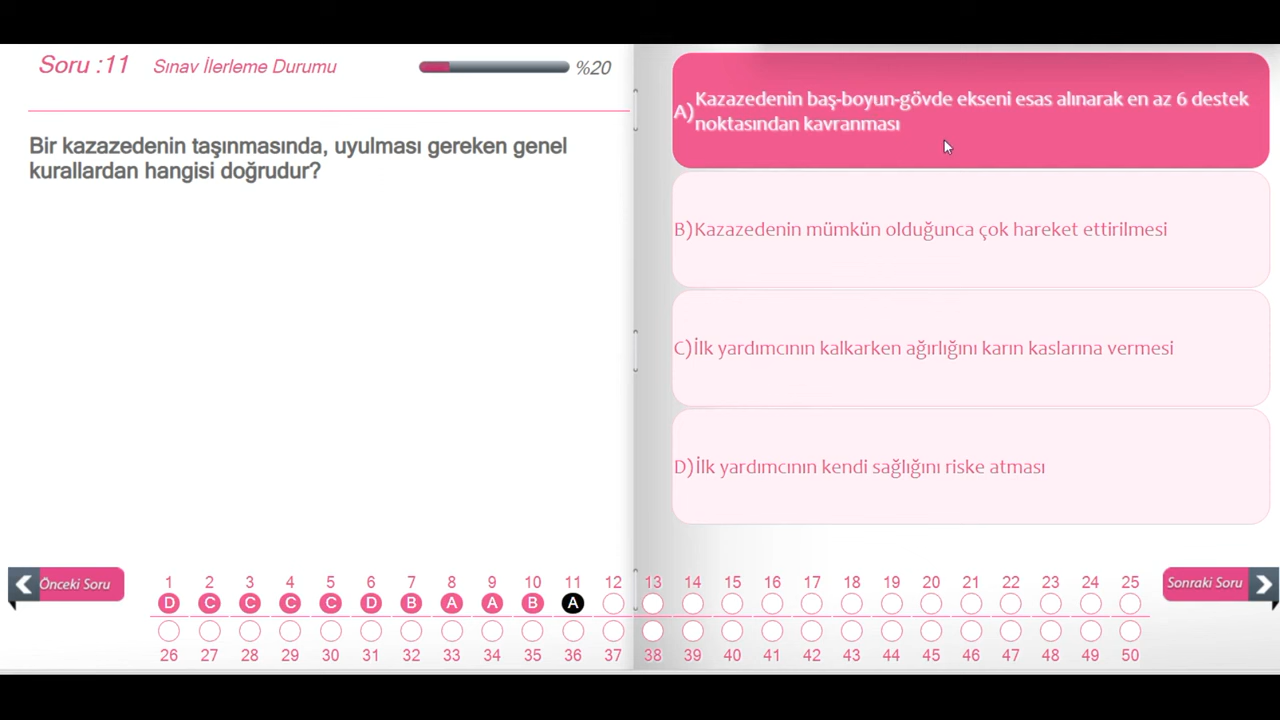 Soru :11 Sınav İlerleme Durumu %20
Bir kazazedenin taşınmasında, uyulması gereken genel
kurallardan hangisi doğrudur?
A) Kazazedenin baş-boyun-gövde ekseni esas alınarak en az 6 destek
noktasından kavranması
B)Kazazedenin mümkün olduğunca çok hareket ettirilmesi
C)İlk yardımcının kalkarken ağırlığını karın kaslarına vermesi
D)İlk yardımcının kendi sağlığını riske atması
Önceki Soru
1 2 3 4 5 6 7 8 9 10 11 12 13 14 15 16 17 18 19 20 21 22 23 24 25
D C C C C D B A A B A
26 27 28 29 30 31 32 33 34 35 36 37 38 39 40 41 42 43 44 45 46 47 48 49 50
Sonraki Soru